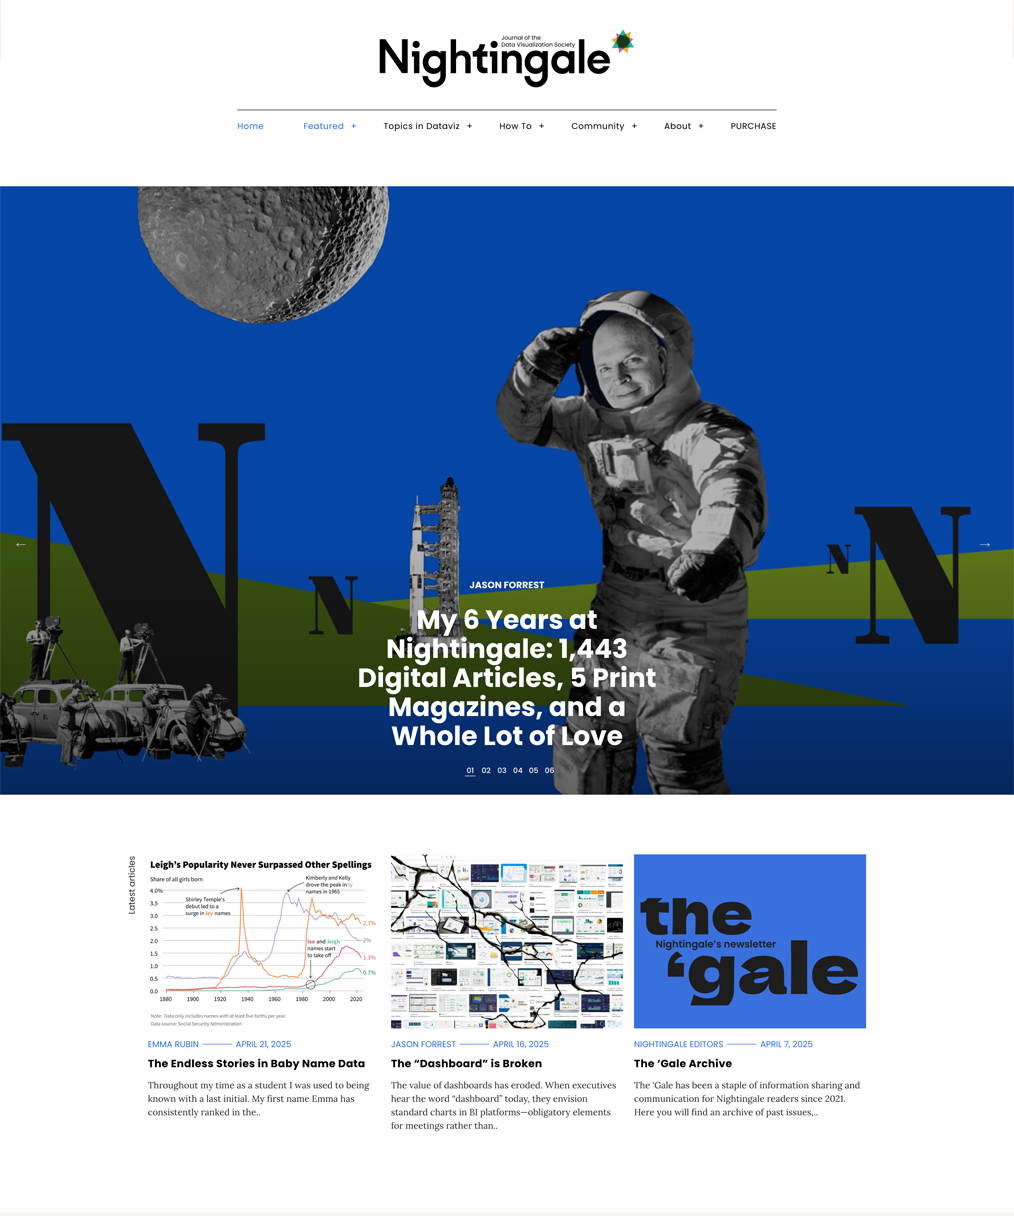 Journal of the
Data Visualization Society
Nightingale
Home Featured + Topics in Dataviz + How To + Community + About + PURCHASE
N
N
N
N
←
→
JASON FORREST
My 6 Years at
Nightingale: 1,443
Digital Articles, 5 Print
Magazines, and a
Whole Lot of Love
01 02 03 04 05 06
Latest articles
Leigh's Popularity Never Surpassed Other Spellings
Share of all girls born
Kimberly and Kelly
drove the peak in ly
names in 1965
Shirley Temple's
debut led to a
surge in ley names
lee and leigh
names start
to take off
4.0%
3.5
3.0
2.5
2.0
1.5
1.0
0.5
0.0
2.7%
2%
1.3%
0.7%
1880 1900 1920 1940 1960 1980 2000 2020
Note: Data only includes names with at least five births per year.
Data source: Social Security Administration
EMMA RUBIN APRIL 21, 2025
The Endless Stories in Baby Name Data
Throughout my time as a student I was used to being
known with a last initial. My first name Emma has
consistently ranked in the..
JASON FORREST APRIL 16, 2025
The “Dashboard” is Broken
The value of dashboards has eroded. When executives
hear the word “dashboard” today, they envision
standard charts in BI platforms—obligatory elements
for meetings rather than..
the
Nightingale's newsletter
‘gale
NIGHTINGALE EDITORS APRIL 7, 2025
The ’Gale Archive
The ‘Gale has been a staple of information sharing and
communication for Nightingale readers since 2021.
Here you will find an archive of past issues,..